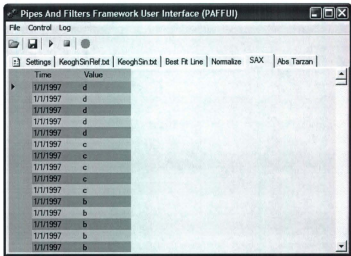 Pipes And Filters Framework User Interface (PAFFUI)
File Control Log
Settings KeoghSinRef.txt KeoghSin.txt Best Fit Line Normalize SAX Abs Tarzan
Time Value
1/1/1997 d
1/1/1997 d
1/1/1997 d
1/1/1997 d
1/1/1997 d
1/1/1997 c
1/1/1997 c
1/1/1997 c
1/1/1997 c
1/1/1997 c
1/1/1997 b
1/1/1997 b
1/1/1997 b
1/1/1997 b